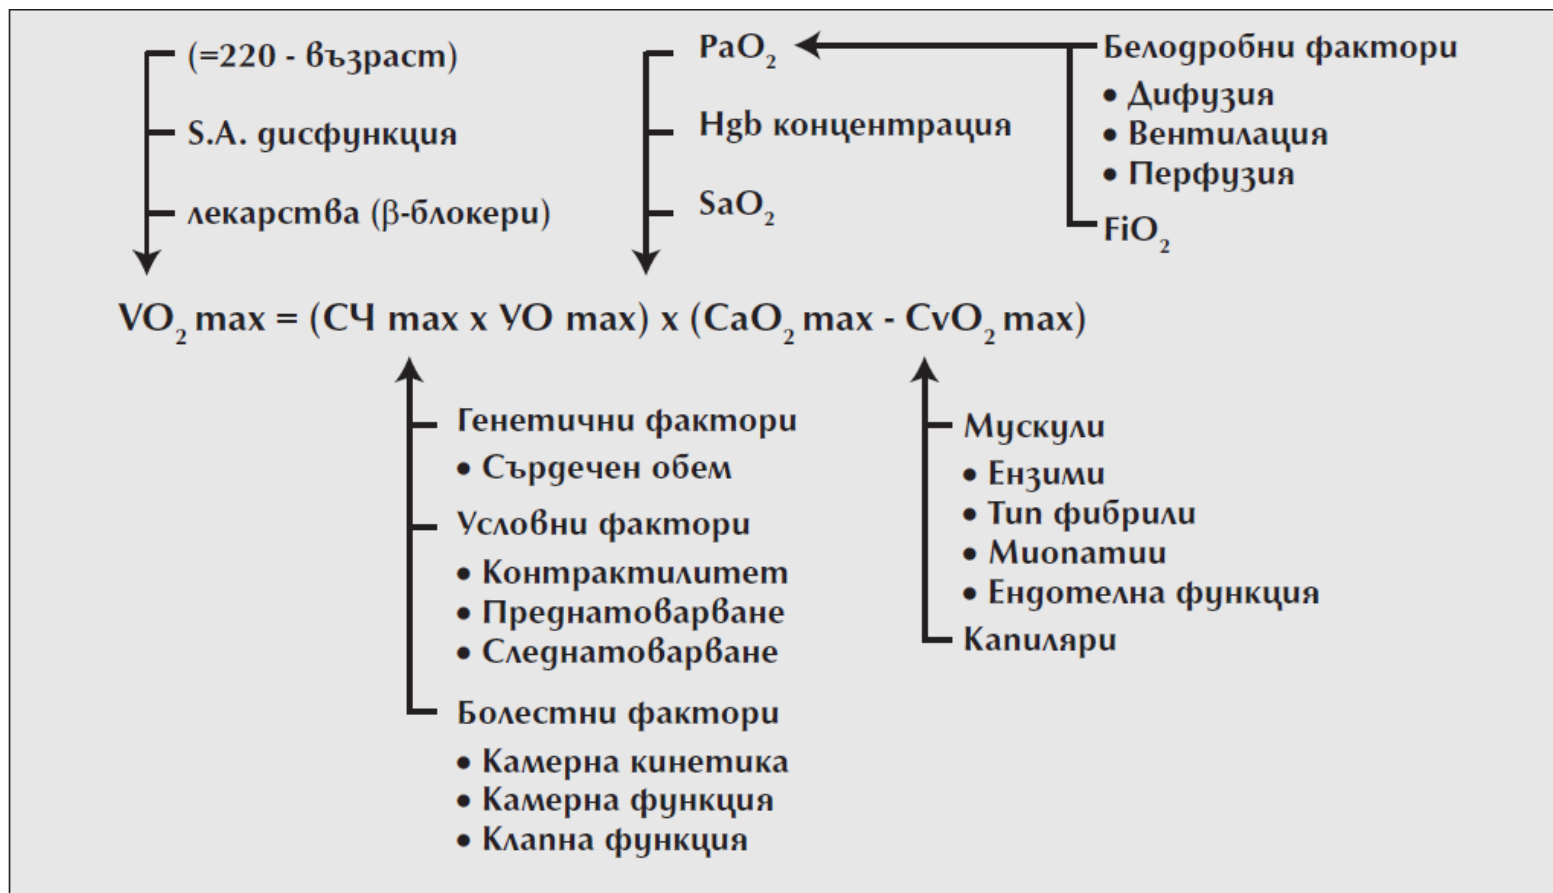 (=220 - възраст)
S.A. дисфункция
лекарства (β-блокери)
PaO₂
Hgb концентрация
SaO₂
Белодробни фактори
• Дифузия
• Вентилация
• Перфузия
FiO₂
VO₂ max = (СЧ max x УО max) x (CaO₂ max - CvO₂ max)
Генетични фактори
• Сърдечен обем
Условни фактори
• Контрактилитет
• Преднатоварване
• Следнатоварване
Болестни фактори
• Камерна кинетика
• Камерна функция
• Клапна функция
Мускули
• Ензими
• Тип фибрили
• Миопатии
• Ендотелна функция
Капиляри